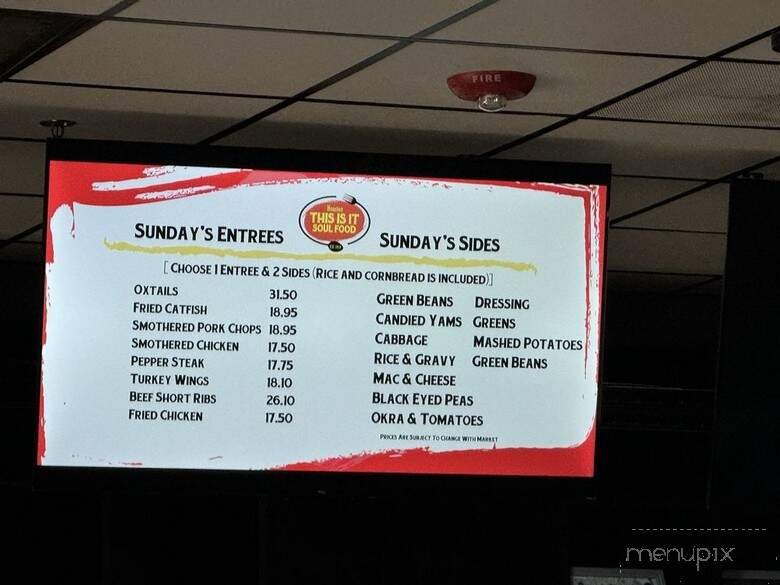 FIRE
Houston
THIS IS IT
SOUL FOOD
SUNDAY'S ENTREES
SUNDAY'S SIDES
[ CHOOSE 1 ENTREE & 2 SIDES (RICE AND CORNBREAD IS INCLUDED)]
OXTAILS 31.50
FRIED CATFISH 18.95
SMOTHERED PORK CHOPS 18.95
SMOTHERED CHICKEN 17.50
PEPPER STEAK 17.75
TURKEY WINGS 18.10
BEEF SHORT RIBS 26.10
FRIED CHICKEN 17.50
GREEN BEANS DRESSING
CANDIED YAMS GREENS
CABBAGE MASHED POTATOES
RICE & GRAVY GREEN BEANS
MAC & CHEESE
BLACK EYED PEAS
OKRA & TOMATOES
PRICES ARE SUBJECT TO CHANGE WITH MARKET
menupix